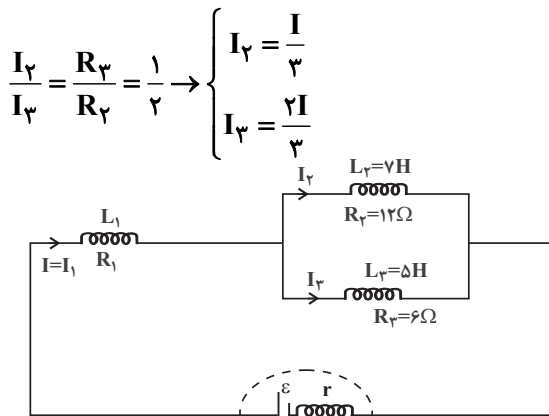 I۲/I۳ = R۳/R۲ = ۱/۲ → { I۲ = I/۳
I۳ = ۲I/۳
I۲
L۲=۷H
R۲=۱۲Ω
L۱
I=I۱
R۱
I۳
L۳=۵H
R۳=۶Ω
ε
r